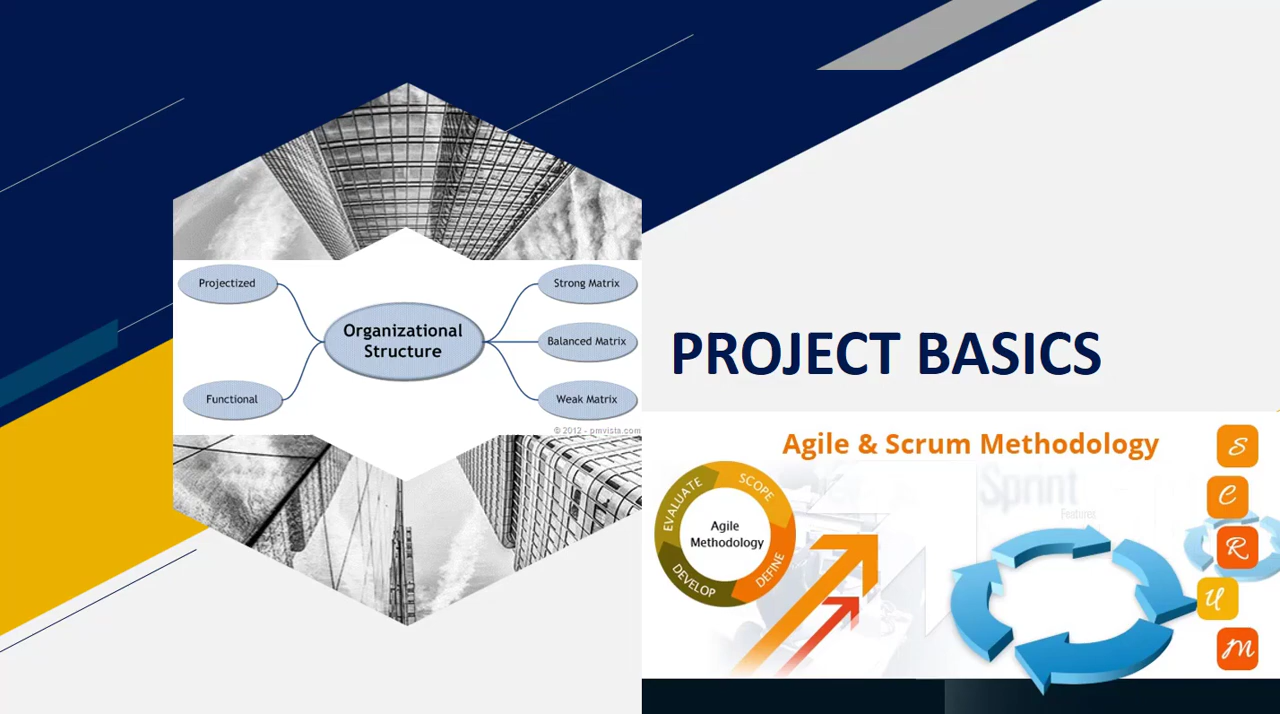 Projectized
Functional
Organizational
Structure
Strong Matrix
Balanced Matrix
Weak Matrix
© 2012 - pmvista.com
PROJECT BASICS
Agile & Scrum Methodology
EVALUATE
SCOPE
DEFINE
DEVELOP
Agile
Methodology
Sprint
Features
S
C
R
U
M